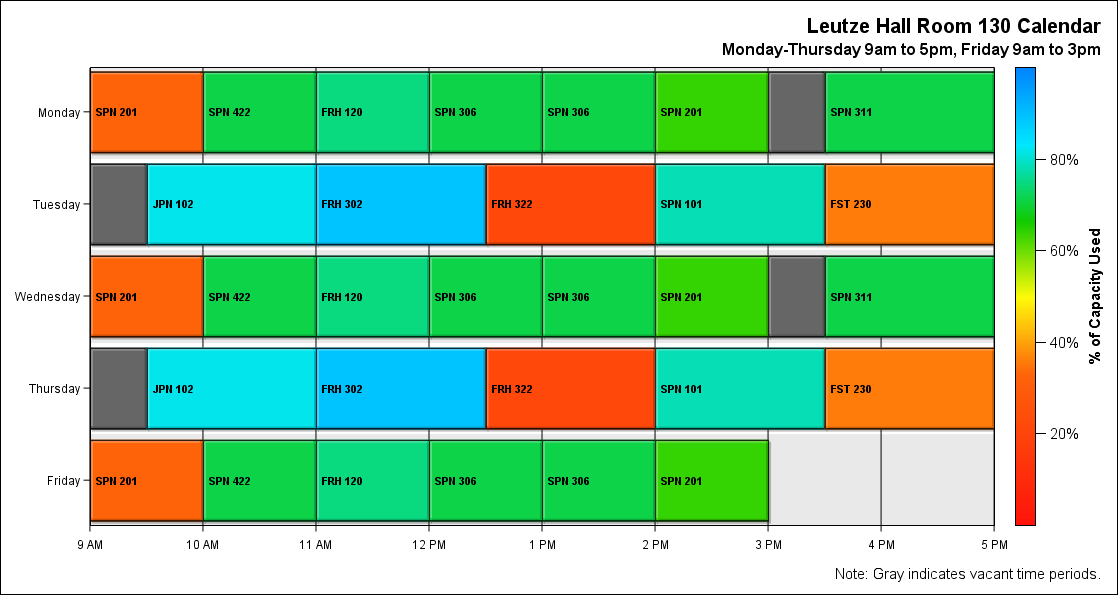 Leutze Hall Room 130 Calendar
Monday-Thursday 9am to 5pm, Friday 9am to 3pm
Monday SPN 201 SPN 422 FRH 120 SPN 306 SPN 306 SPN 201 SPN 311
Tuesday JPN 102 FRH 302 FRH 322 SPN 101 FST 230
Wednesday SPN 201 SPN 422 FRH 120 SPN 306 SPN 306 SPN 201 SPN 311
Thursday JPN 102 FRH 302 FRH 322 SPN 101 FST 230
Friday SPN 201 SPN 422 FRH 120 SPN 306 SPN 306 SPN 201
9 AM 10 AM 11 AM 12 PM 1 PM 2 PM 3 PM 4 PM 5 PM
80%
60%
40%
20%
% of Capacity Used
Note: Gray indicates vacant time periods.